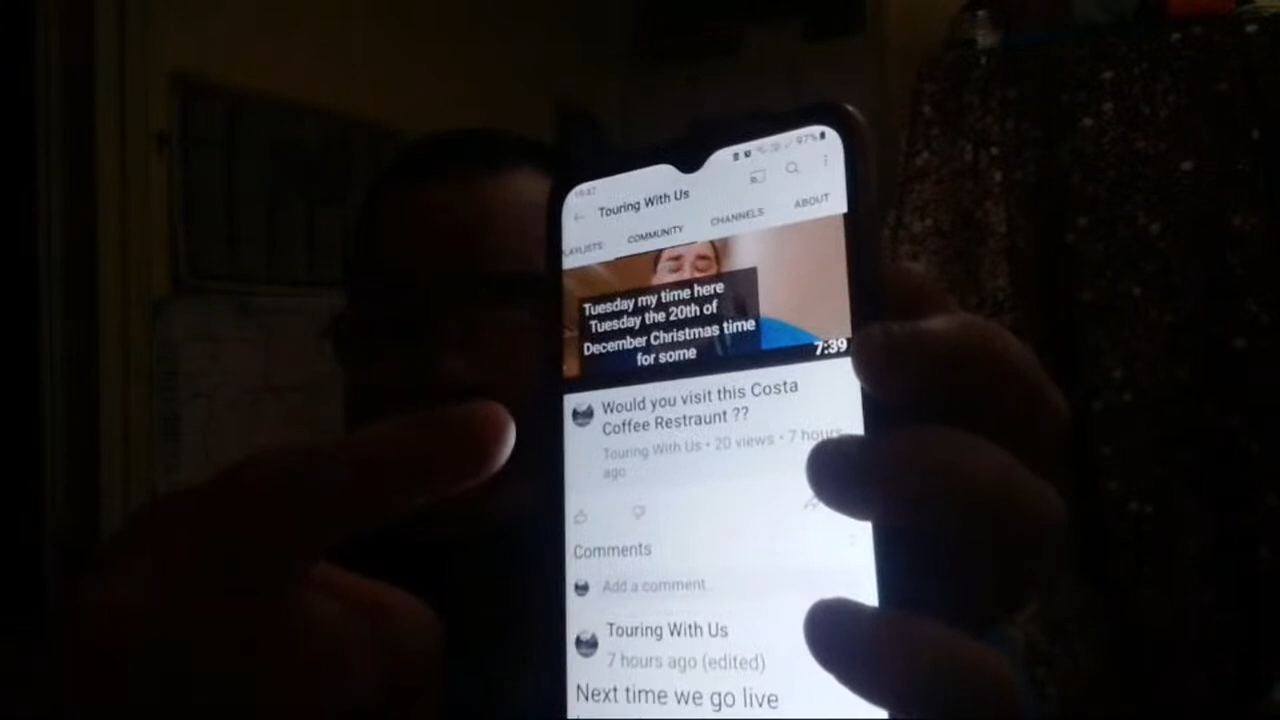 97%
Touring With Us
PLAYLISTS COMMUNITY CHANNELS ABOUT
Tuesday my time here
Tuesday the 20th of
December Christmas time
for some
7:39
Would you visit this Costa
Coffee Restraunt ??
Touring With Us • 20 views • 7 hours
ago
Comments
Add a comment
Touring With Us
7 hours ago (edited)
Next time we go live